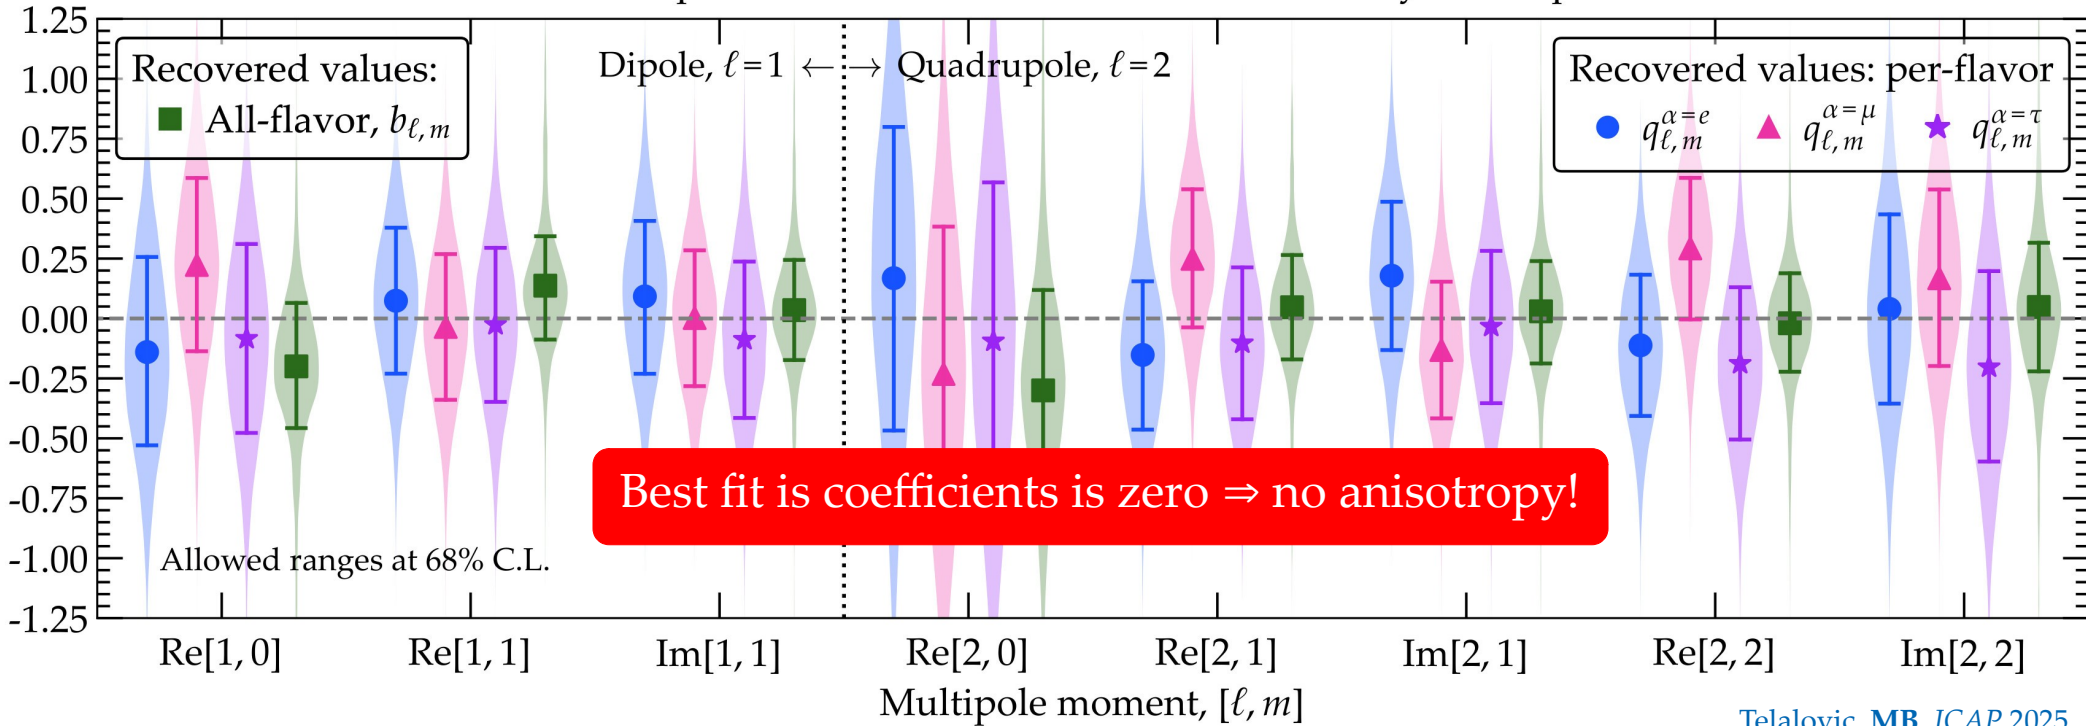 1.25
1.00
0.75
0.50
0.25
0.00
-0.25
-0.50
-0.75
-1.00
-1.25
Recovered values:
All-flavor, bℓ,m
Dipole, ℓ=1 ←→ Quadrupole, ℓ=2
Recovered values: per-flavor
qℓ,m^α=e qℓ,m^α=μ qℓ,m^α=τ
Best fit is coefficients is zero ⇒ no anisotropy!
Allowed ranges at 68% C.L.
Re[1, 0] Re[1, 1] Im[1, 1] Re[2, 0] Re[2, 1] Im[2, 1] Re[2, 2] Im[2, 2]
Multipole moment, [ℓ, m]
Telalovic, MB, JCAP 2025